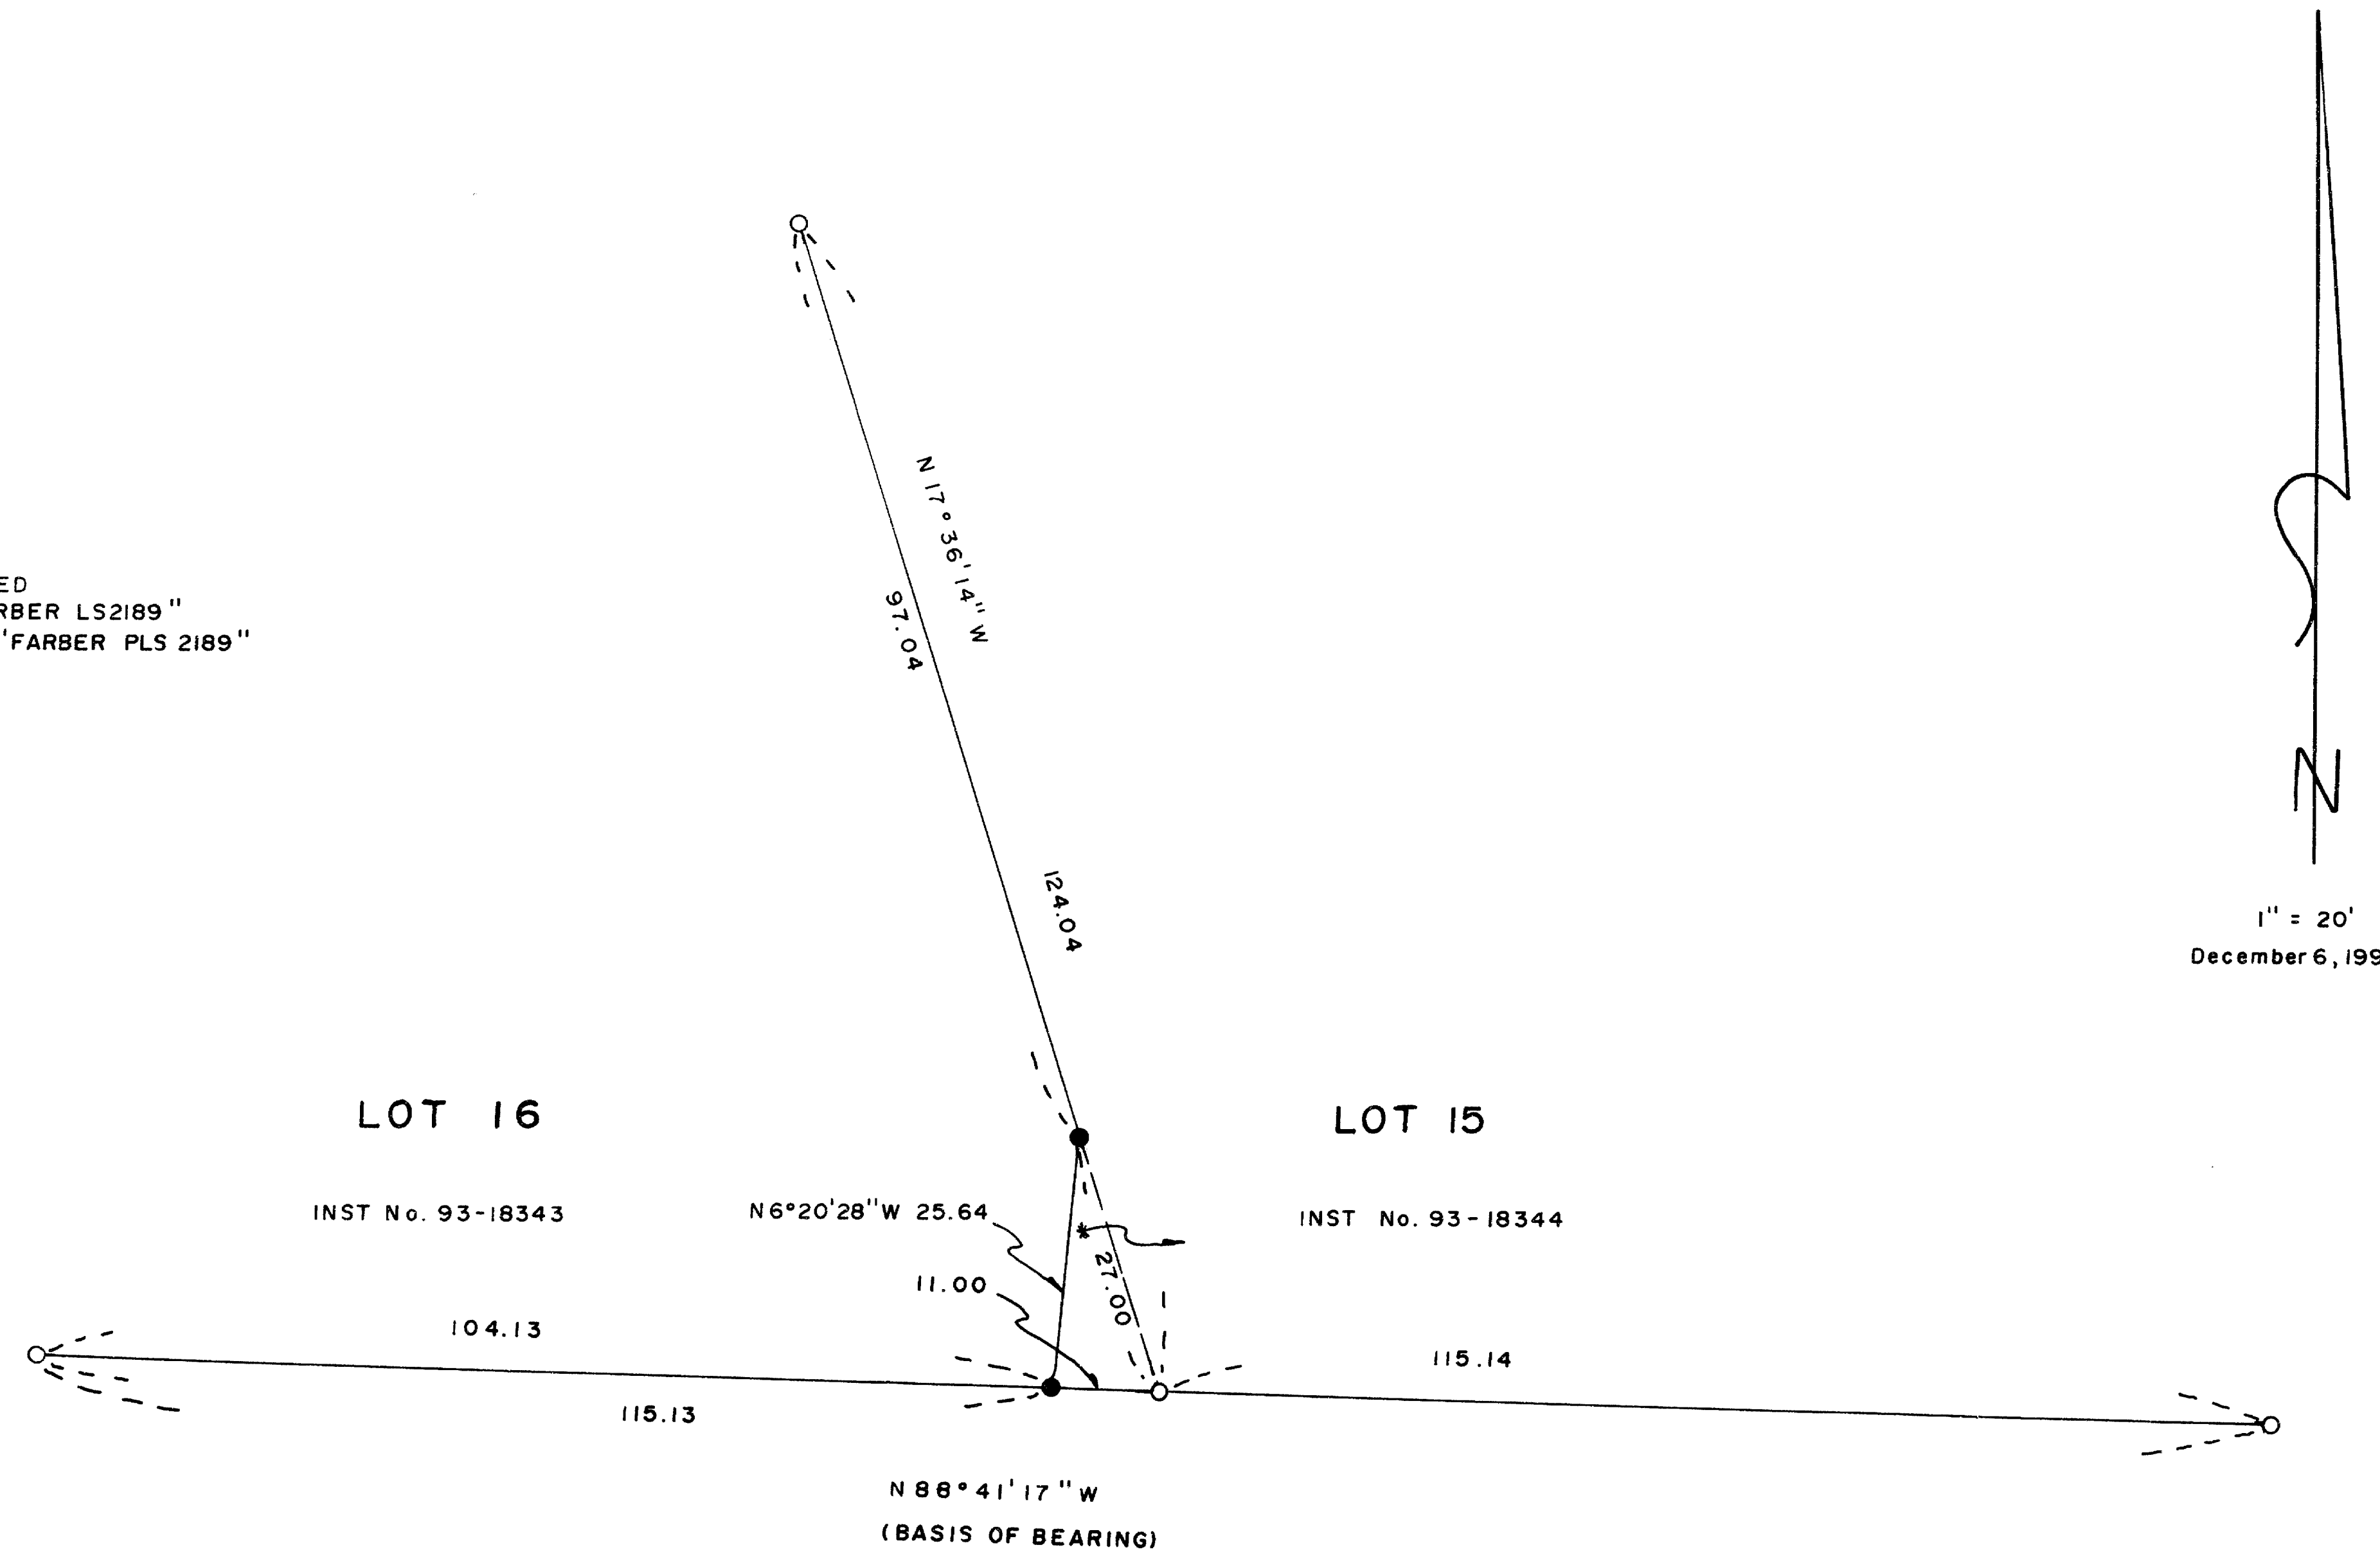 N 17°36'14" W
97.04
ED
RBER LS2189"
"FARBER PLS 2189"
124.04
N
1" = 20'
December 6, 199
LOT 16
LOT 15
INST No. 93-18343
N6°20'28"W 25.64
INST No. 93-18344
*
27.00
11.00
104.13
115.14
115.13
N 88° 41' 17" W
(BASIS OF BEARING)